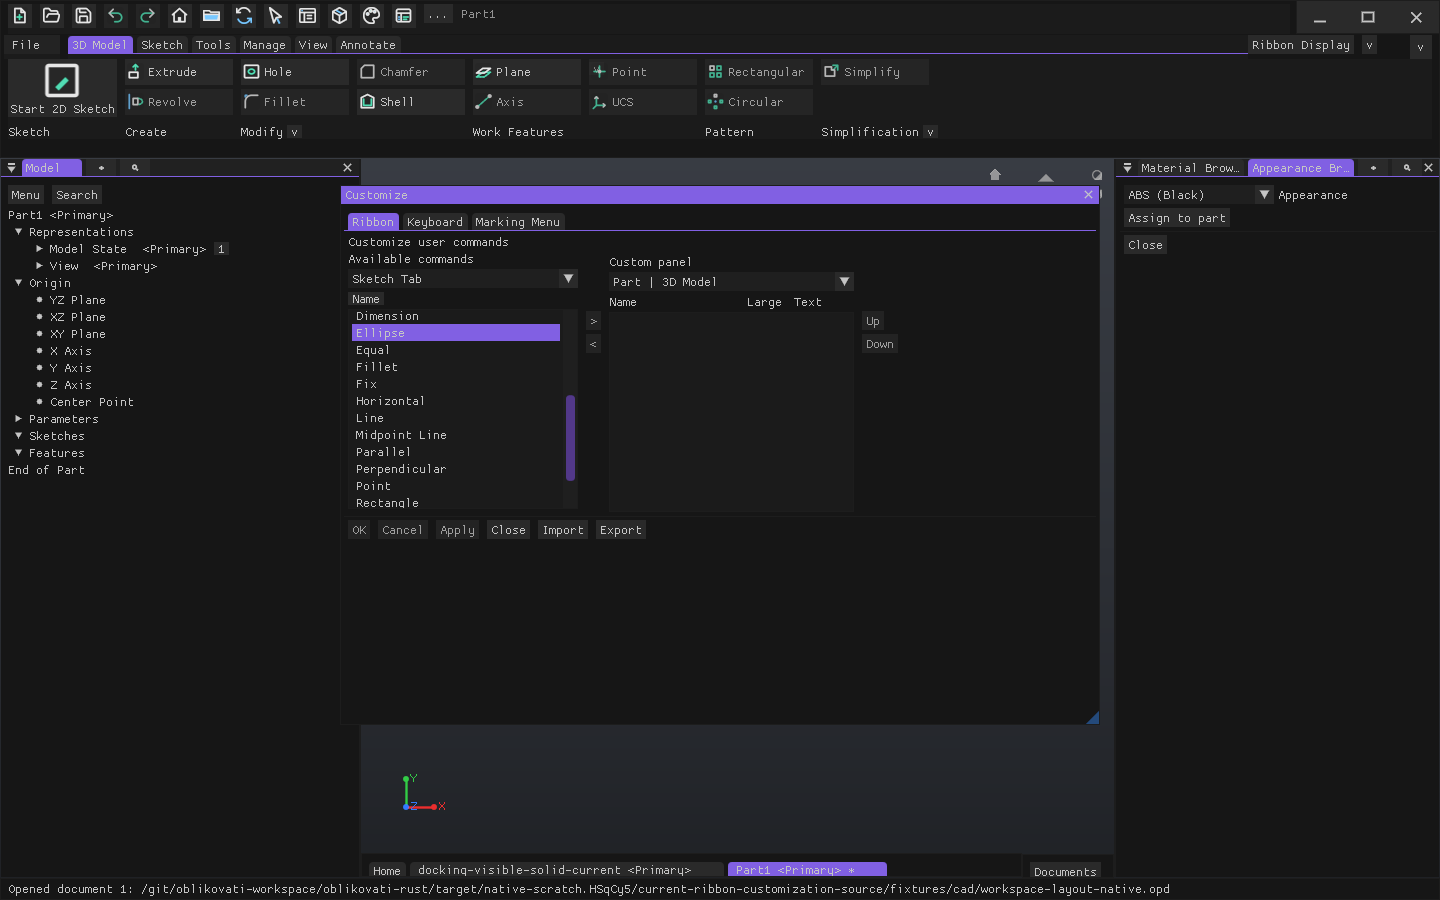 ... Part1
File 3D Model Sketch Tools Manage View Annotate Ribbon Display v v
Start 2D Sketch Extrude Hole Chamfer Plane Point Rectangular Simplify
Revolve Fillet Shell Axis UCS Circular
Sketch Create Modify v Work Features Pattern Simplification v
Model
Menu Search
Part1 <Primary>
Representations
Model State <Primary> 1
View <Primary>
Origin
YZ Plane
XZ Plane
XY Plane
X Axis
Y Axis
Z Axis
Center Point
Parameters
Sketches
Features
End of Part
Customize
Ribbon Keyboard Marking Menu
Customize user commands
Available commands
Sketch Tab
Name
Dimension
Ellipse
Equal
Fillet
Fix
Horizontal
Line
Midpoint Line
Parallel
Perpendicular
Point
Rectangle
>
<
Custom panel
Part | 3D Model
Name Large Text
Up
Down
OK Cancel Apply Close Import Export
Material Brow… Appearance Br…
ABS (Black) Appearance
Assign to part
Close
Y
Z X
Home docking-visible-solid-current <Primary> Part1 <Primary> * Documents
Opened document 1: /git/oblikovati-workspace/oblikovati-rust/target/native-scratch.HSqCy5/current-ribbon-customization-source/fixtures/cad/workspace-layout-native.opd